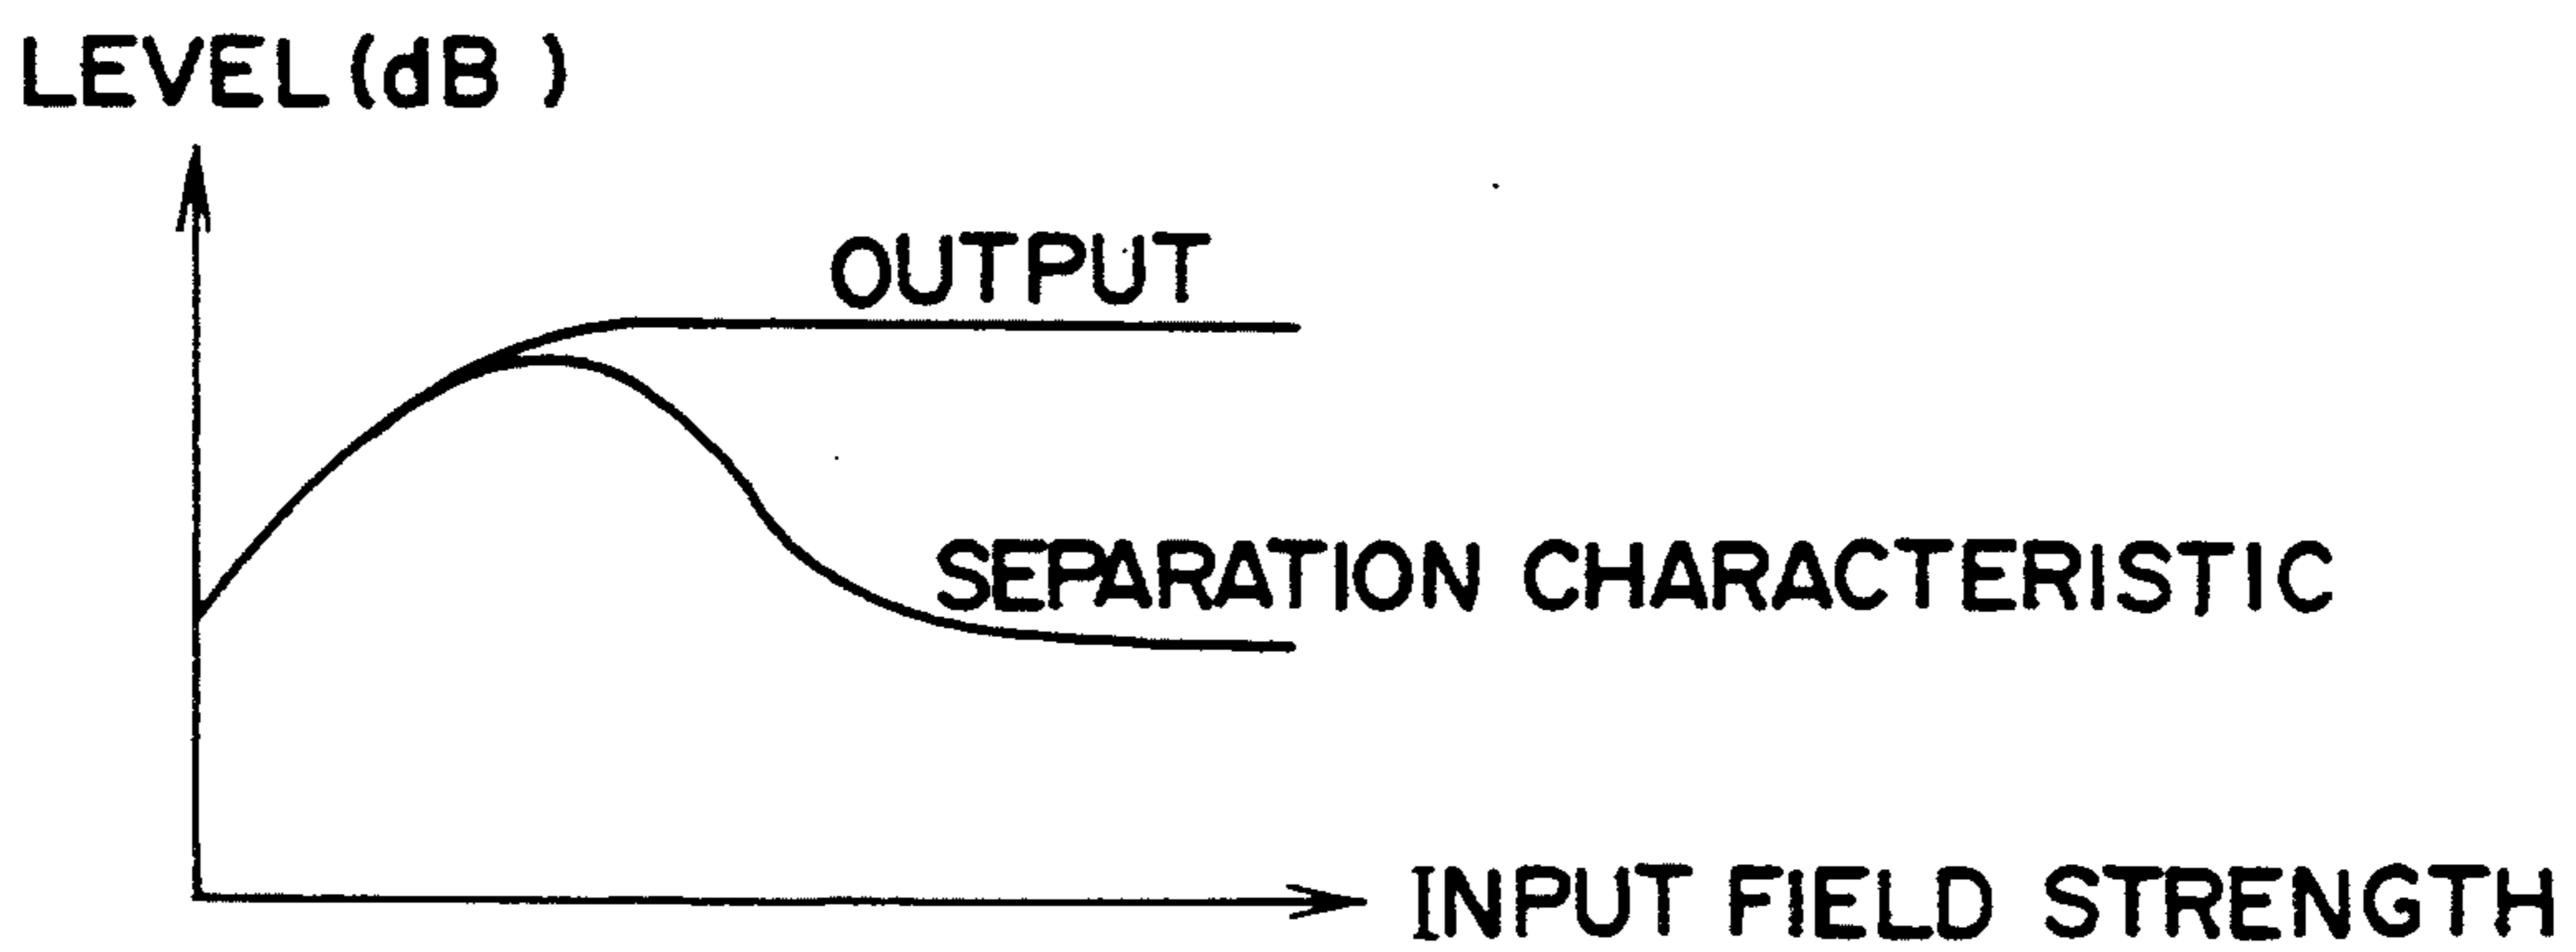 LEVEL(dB )
OUTPUT
SEPARATION CHARACTERISTIC
INPUT FIELD STRENGTH